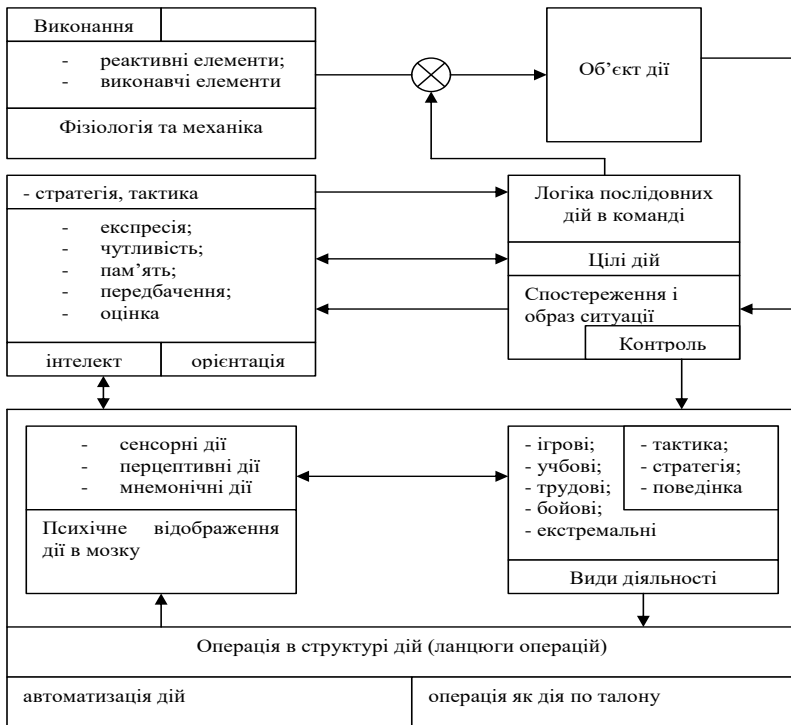 Виконання
- реактивні елементи;
- виконавчі елементи
Фізіологія та механіка
Об’єкт дії
- стратегія, тактика
- експресія;
- чутливість;
- пам’ять;
- передбачення;
- оцінка
інтелект
орієнтація
Логіка послідовних
дій в команді
Цілі дій
Спостереження і
образ ситуації
Контроль
- сенсорні дії
- перцептивні дії
- мнемонічні дії
Психічне відображення
дії в мозку
- ігрові;
- учбові;
- трудові;
- бойові;
- екстремальні
- тактика;
- стратегія;
- поведінка
Види діяльності
Операція в структурі дій (ланцюги операцій)
автоматизація дій
операція як дія по талону